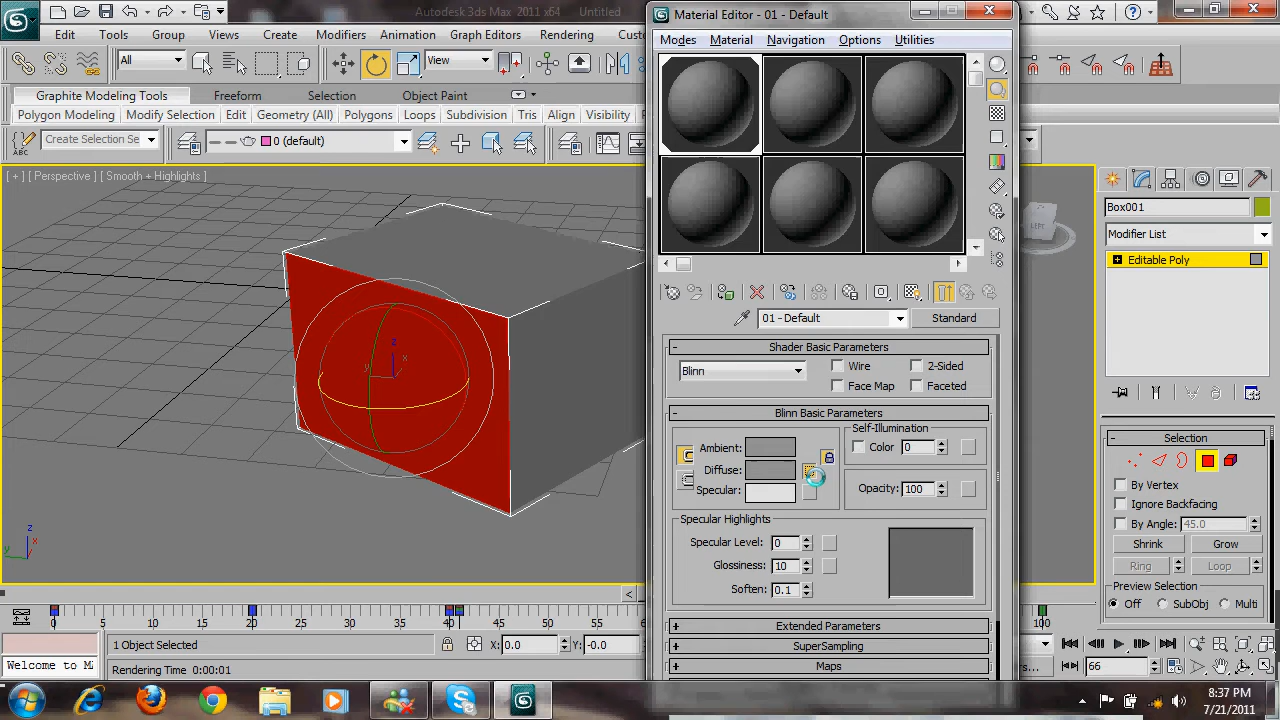 Autodesk 3ds Max 2011 x64 Untitled
Material Editor - 01 - Default
Edit Tools Group Views Create Modifiers Animation Graph Editors Rendering
Modes Material Navigation Options Utilities
All
View
Graphite Modeling Tools Freeform Selection Object Paint
Polygon Modeling Modify Selection Edit Geometry (All) Polygons Loops Subdivision Tris Align Visibility
ABC
Create Selection Se
0 (default)
[ + ] [ Perspective ] [ Smooth + Highlights ]
LEFT
Box001
Modifier List
Editable Poly
01 - Default
Standard
Shader Basic Parameters
Blinn
Wire
2-Sided
Face Map
Faceted
Blinn Basic Parameters
Ambient:
Diffuse:
Specular:
Self-Illumination
Color 0
Opacity: 100
Specular Highlights
Specular Level: 0
Glossiness: 10
Soften: 0.1
Extended Parameters
SuperSampling
Maps
Selection
By Vertex
Ignore Backfacing
By Angle: 45.0
Shrink Grow
Ring Loop
Preview Selection
Off SubObj Multi
z
x
y
z
x
y
0 5 10 15 20 25 30 35 40 45 50 55 60 100
1 Object Selected
X: 0.0
Y: -0.0
Welcome to M
Rendering Time 0:00:01
66
8:37 PM
7/21/2011